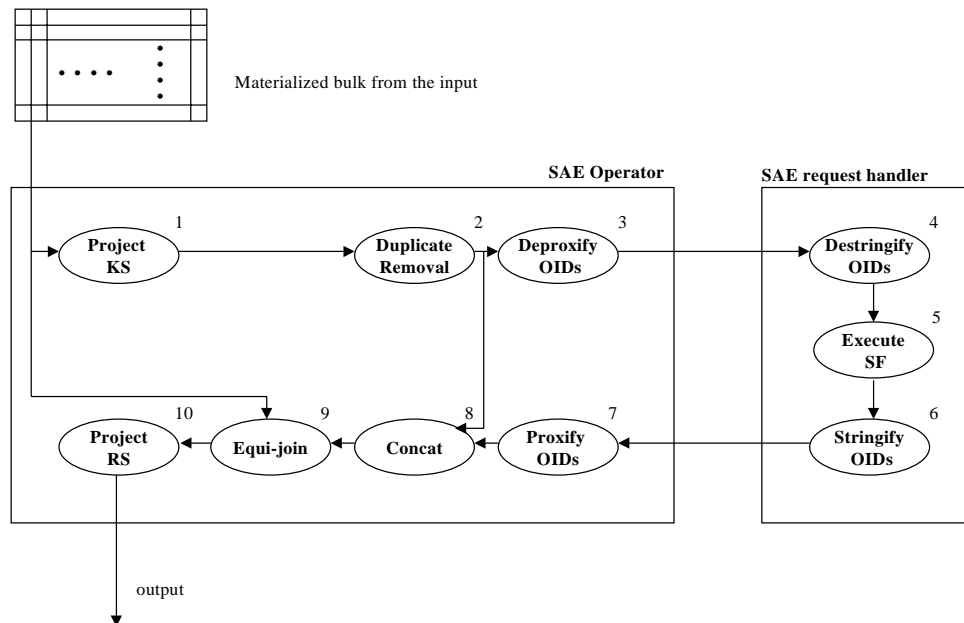 Materialized bulk from the input
SAE Operator
SAE request handler
1
2
3
4
Project
KS
Duplicate
Removal
Deproxify
OIDs
Destringify
OIDs
5
Execute
SF
10
9
8
7
6
Project
RS
Equi-join
Concat
Proxify
OIDs
Stringify
OIDs
output